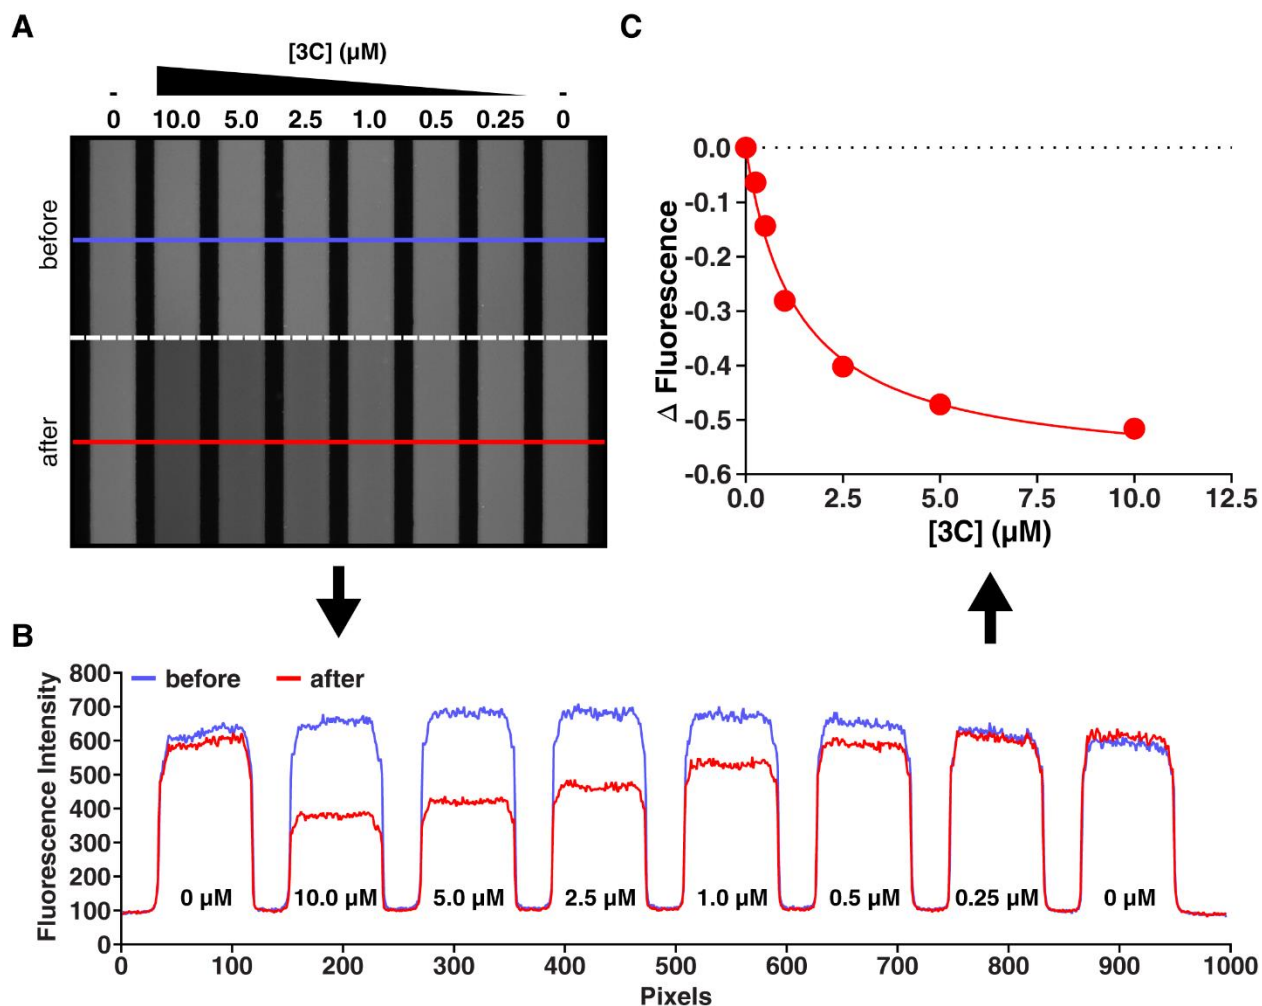 A
[3C] (µM)
- -
0 10.0 5.0 2.5 1.0 0.5 0.25 0
before
after
C
0.0
-0.1
-0.2
-0.3
-0.4
-0.5
-0.6
Δ Fluorescence
0.0 2.5 5.0 7.5 10.0 12.5
[3C] (µM)
B
before after
800
700
600
500
400
300
200
100
0
Fluorescence Intensity
0 µM 10.0 µM 5.0 µM 2.5 µM 1.0 µM 0.5 µM 0.25 µM 0 µM
0 100 200 300 400 500 600 700 800 900 1000
Pixels